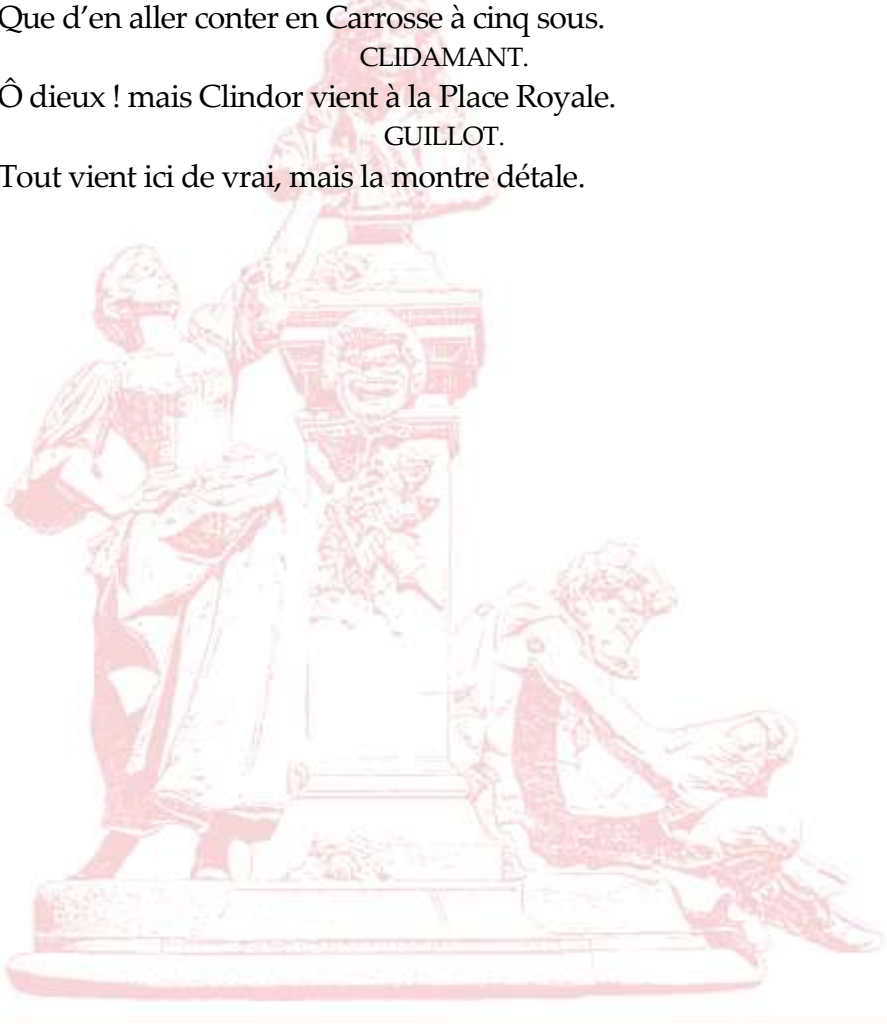 Que d’en aller conter en Carrosse à cinq sous.
CLIDAMANT.
Ô dieux ! mais Clindor vient à la Place Royale.
GUILLOT.
Tout vient ici de vrai, mais la montre détale.